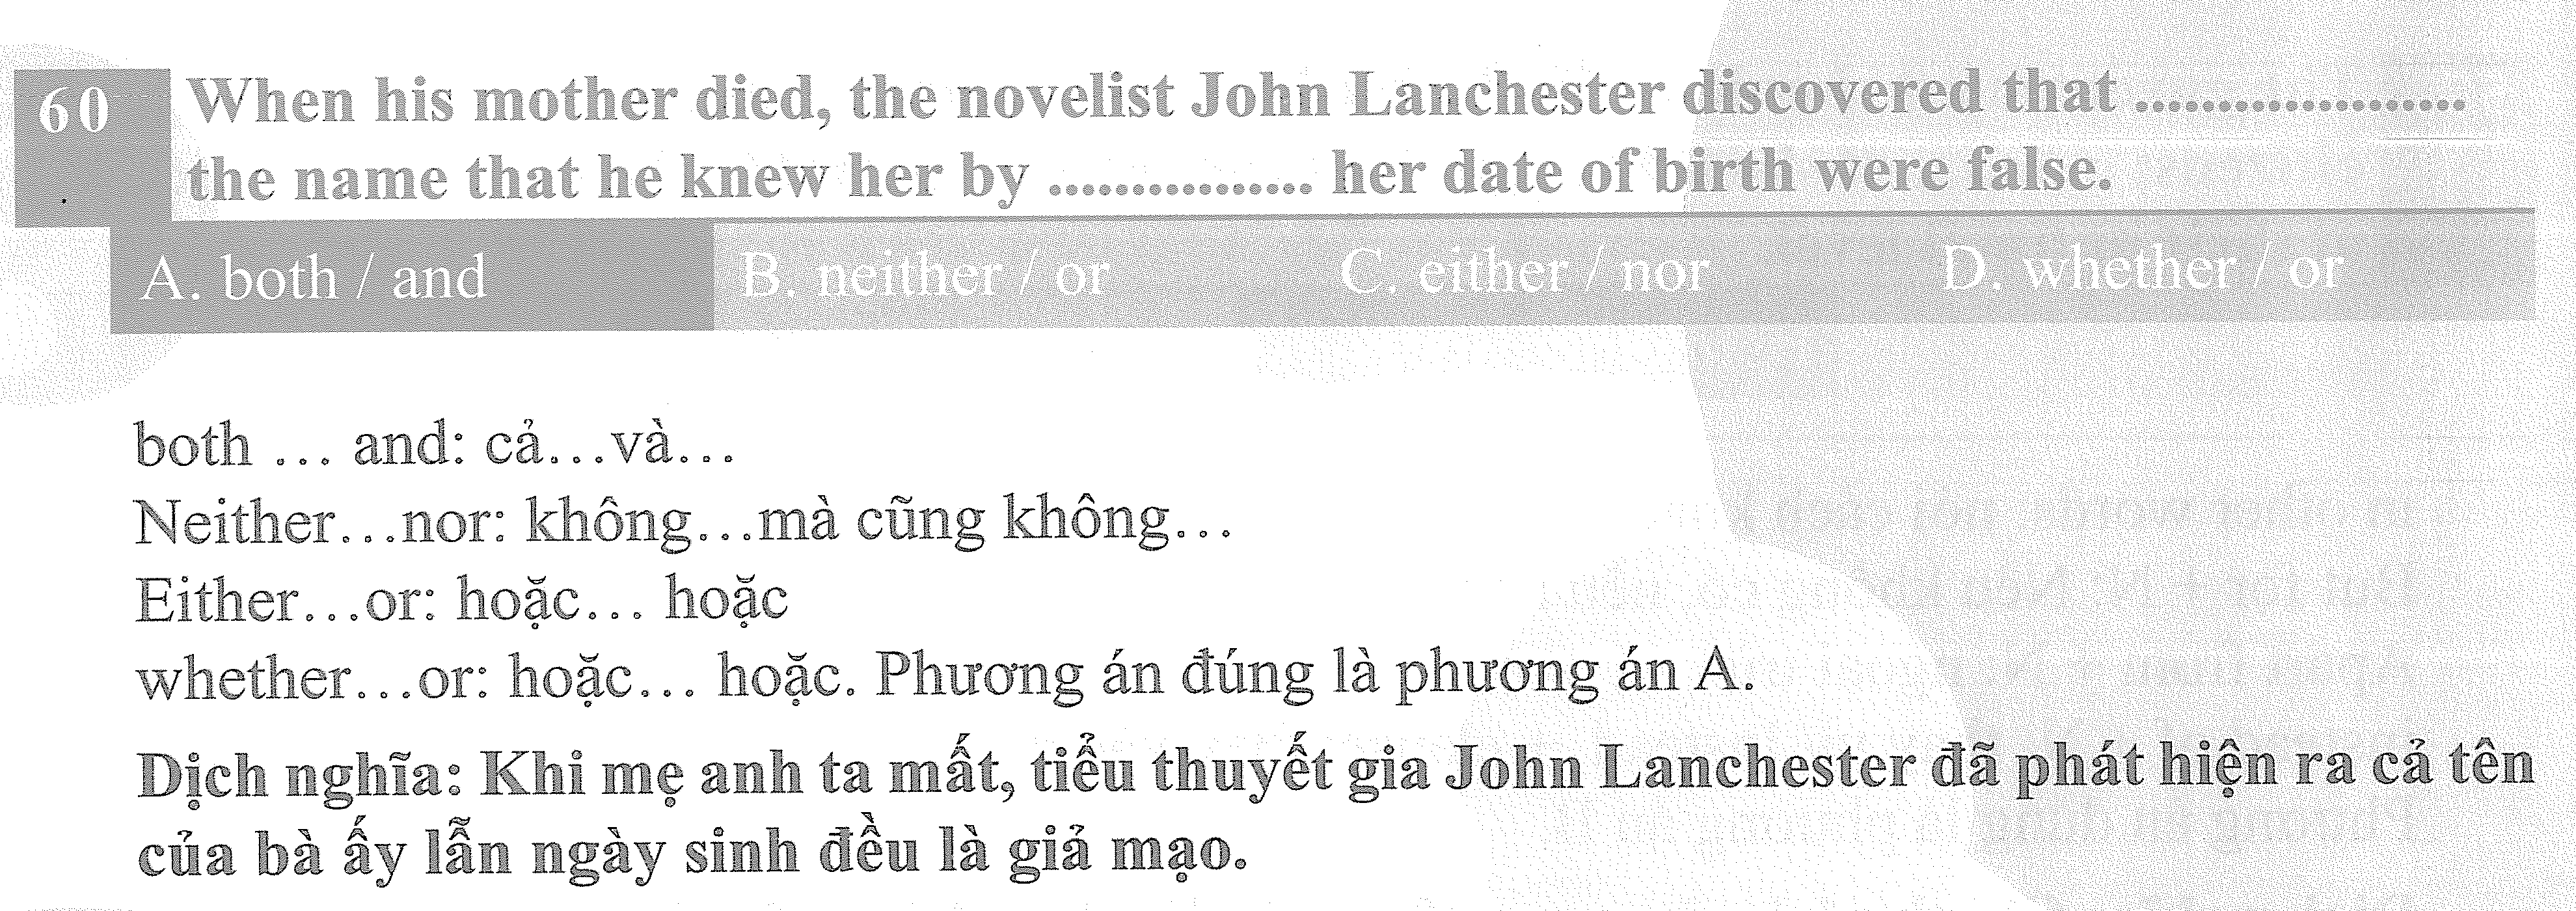 60 When his mother died, the novelist John Lanchester discovered that ....................
the name that he knew her by ................ her date of birth were false.
A. both / and B. neither / or C. either / nor D. whether / or
both … and: cả…và…
Neither…nor: không…mà cũng không…
Either…or: hoặc… hoặc
whether…or: hoặc… hoặc. Phương án đúng là phương án A.
Dịch nghĩa: Khi mẹ anh ta mất, tiểu thuyết gia John Lanchester đã phát hiện ra cả tên
của bà ấy lẫn ngày sinh đều là giả mạo.